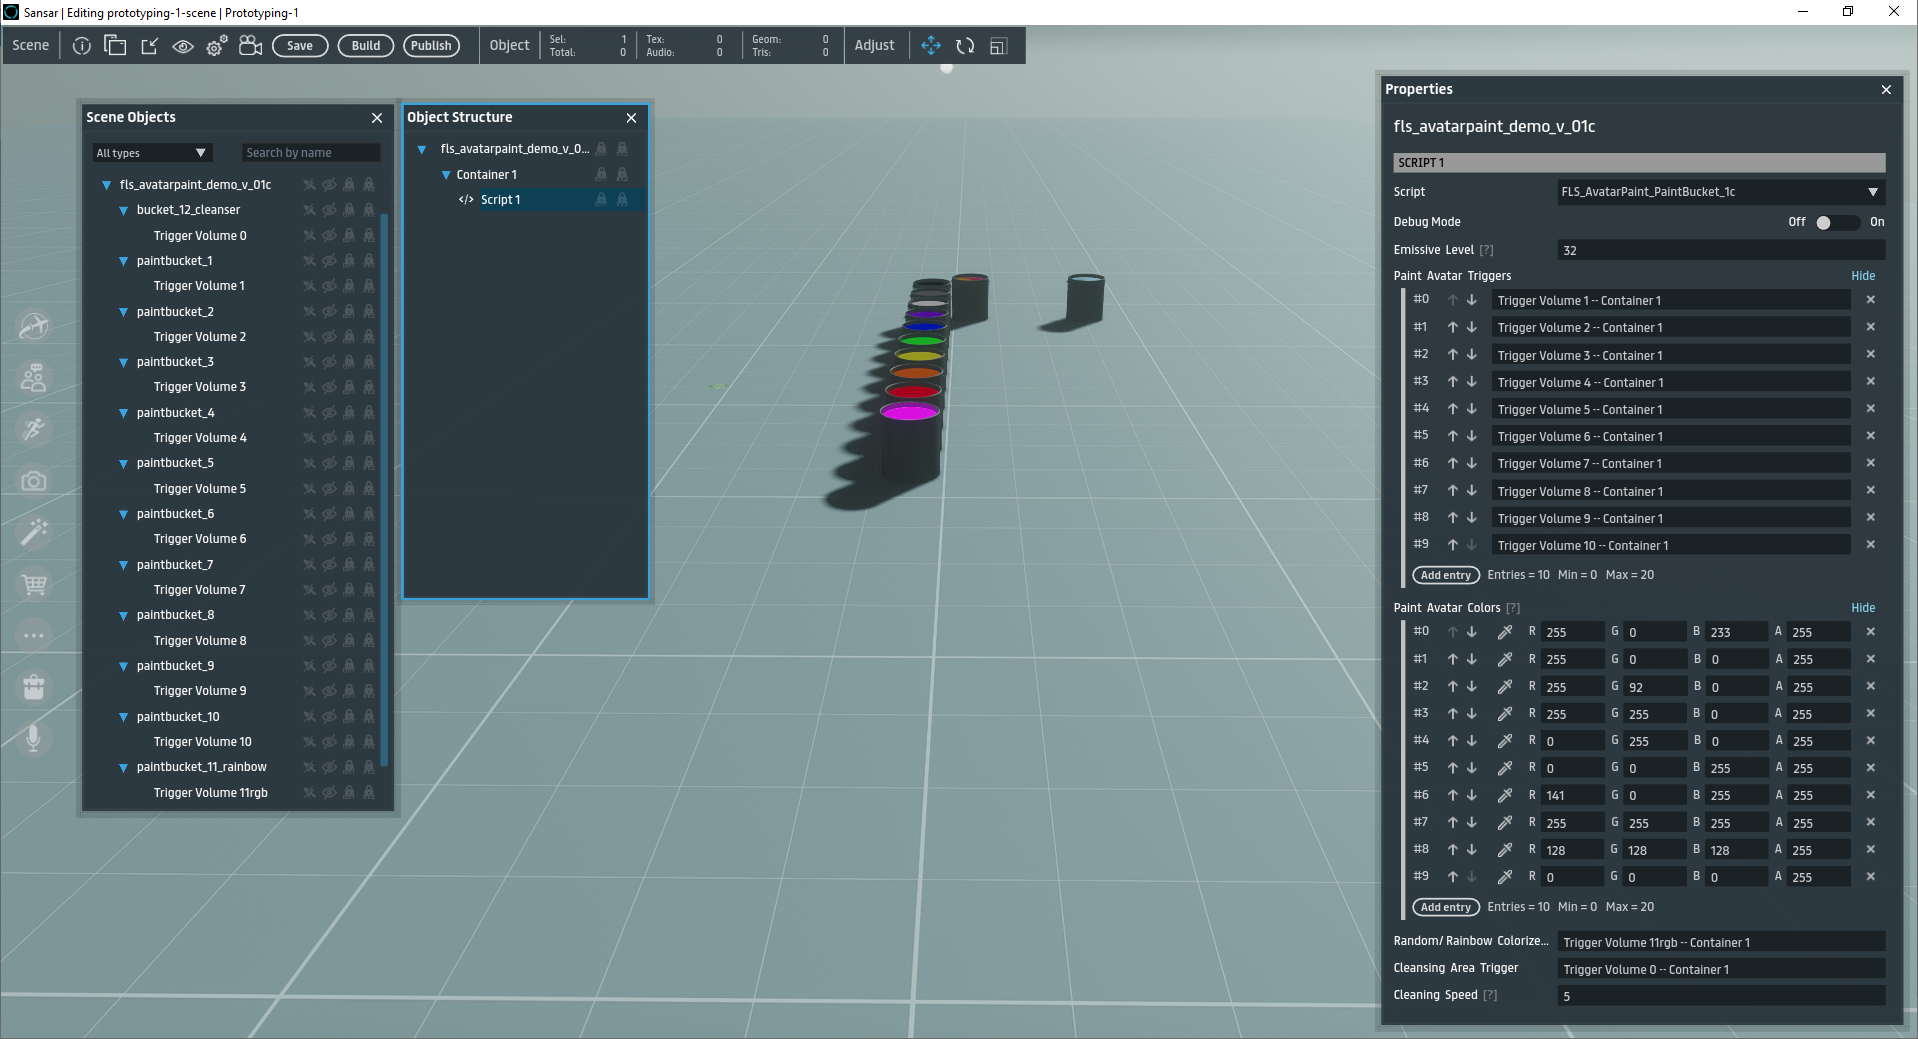 Sansar | Editing prototyping-1-scene | Prototyping-1
Scene
Save
Build
Publish
Object
Sel: 1
Total: 0
Tex: 0
Audio: 0
Geom: 0
Tris: 0
Adjust
Scene Objects
All types
Search by name
fls_avatarpaint_demo_v_01c
bucket_12_cleanser
Trigger Volume 0
paintbucket_1
Trigger Volume 1
paintbucket_2
Trigger Volume 2
paintbucket_3
Trigger Volume 3
paintbucket_4
Trigger Volume 4
paintbucket_5
Trigger Volume 5
paintbucket_6
Trigger Volume 6
paintbucket_7
Trigger Volume 7
paintbucket_8
Trigger Volume 8
paintbucket_9
Trigger Volume 9
paintbucket_10
Trigger Volume 10
paintbucket_11_rainbow
Trigger Volume 11rgb
Object Structure
fls_avatarpaint_demo_v_0...
Container 1
</> Script 1
Properties
fls_avatarpaint_demo_v_01c
SCRIPT 1
Script FLS_AvatarPaint_PaintBucket_1c
Debug Mode Off On
Emissive Level [?] 32
Paint Avatar Triggers Hide
#0 Trigger Volume 1 -- Container 1
#1 Trigger Volume 2 -- Container 1
#2 Trigger Volume 3 -- Container 1
#3 Trigger Volume 4 -- Container 1
#4 Trigger Volume 5 -- Container 1
#5 Trigger Volume 6 -- Container 1
#6 Trigger Volume 7 -- Container 1
#7 Trigger Volume 8 -- Container 1
#8 Trigger Volume 9 -- Container 1
#9 Trigger Volume 10 -- Container 1
Add entry Entries = 10 Min = 0 Max = 20
Paint Avatar Colors [?] Hide
#0 R 255 G 0 B 233 A 255
#1 R 255 G 0 B 0 A 255
#2 R 255 G 92 B 0 A 255
#3 R 255 G 255 B 0 A 255
#4 R 0 G 255 B 0 A 255
#5 R 0 G 0 B 255 A 255
#6 R 141 G 0 B 255 A 255
#7 R 255 G 255 B 255 A 255
#8 R 128 G 128 B 128 A 255
#9 R 0 G 0 B 0 A 255
Add entry Entries = 10 Min = 0 Max = 20
Random/Rainbow Colorize... Trigger Volume 11rgb -- Container 1
Cleansing Area Trigger Trigger Volume 0 -- Container 1
Cleaning Speed [?] 5